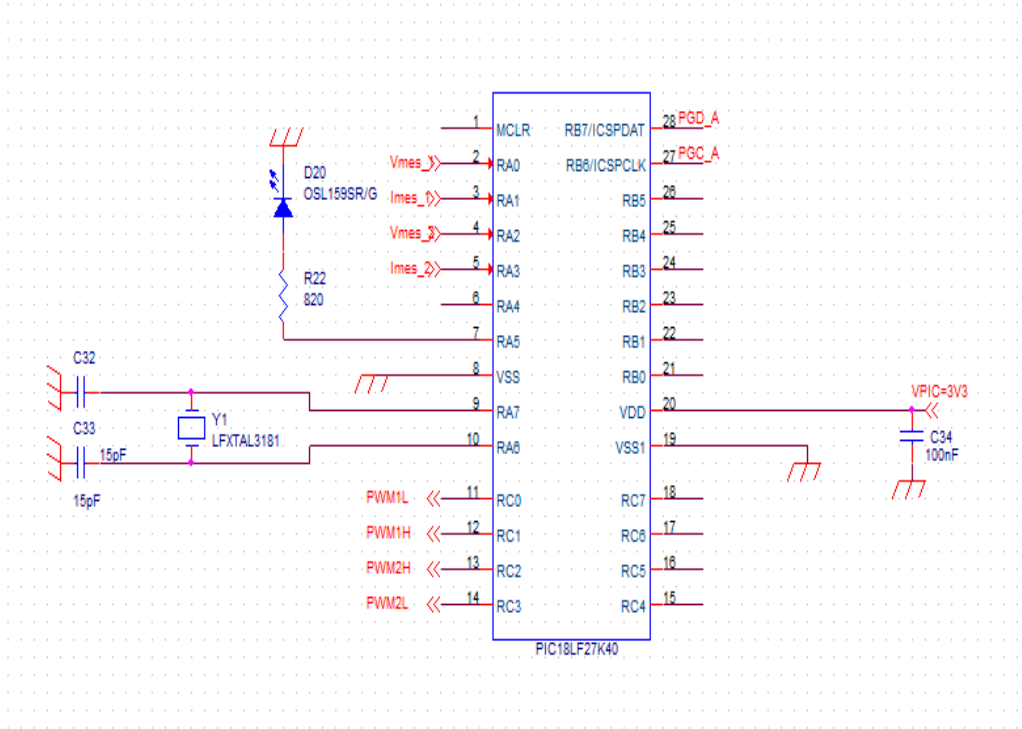 D20
OSL159SR/G
R22
820
C32
C33
15pF
15pF
Y1
LFXTAL3181
1 MCLR
Vmes_ 2 RA0
Imes_1 3 RA1
Vmes_ 4 RA2
Imes_2 5 RA3
6 RA4
7 RA5
8 VSS
9 RA7
10 RA6
PWM1L 11 RC0
PWM1H 12 RC1
PWM2H 13 RC2
PWM2L 14 RC3
RB7/ICSPDAT 28 PGD_A
RB6/ICSPCLK 27 PGC_A
RB5 26
RB4 25
RB3 24
RB2 23
RB1 22
RB0 21
VDD 20
VSS1 19
RC7 18
RC6 17
RC5 16
RC4 15
VPIC=3V3
C34
100nF
PIC18LF27K40